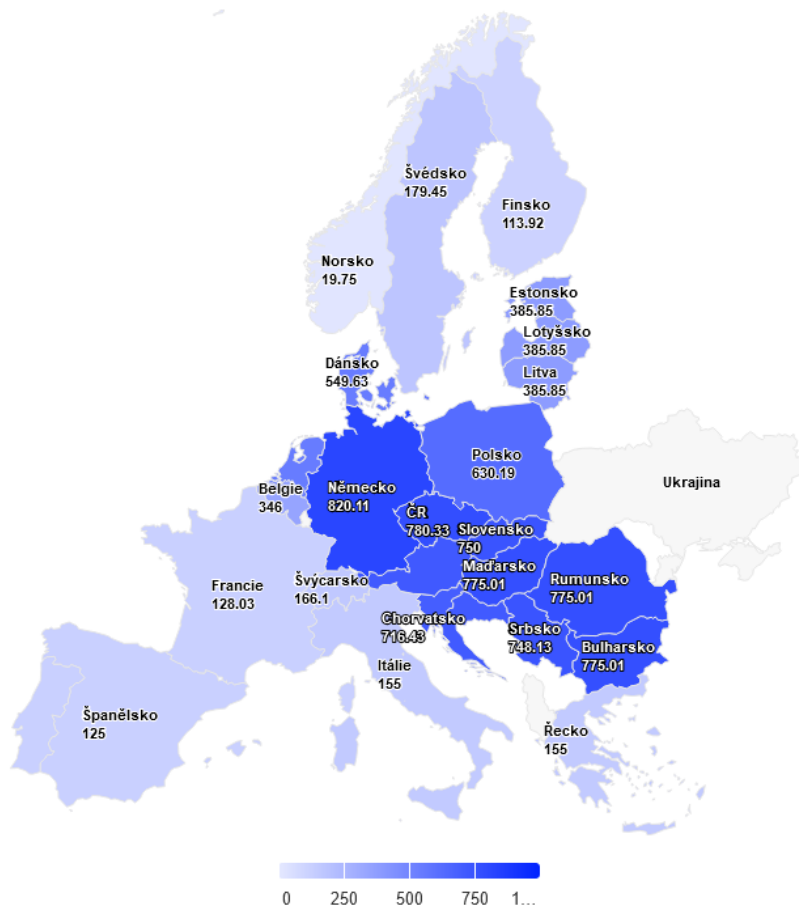 Švédsko
179.45
Finsko
113.92
Norsko
19.75
Estonsko
385.85
Lotyšsko
385.85
Dánsko
549.63
Litva
385.85
Polsko
630.19
Německo
820.11
Belgie
346
Ukrajina
ČR
780.33
Slovensko
750
Maďarsko
775.01
Rumunsko
775.01
Francie
128.03
Švýcarsko
166.1
Chorvatsko
716.43
Srbsko
748.13
Bulharsko
775.01
Itálie
155
Španělsko
125
Řecko
155
0 250 500 750 1...